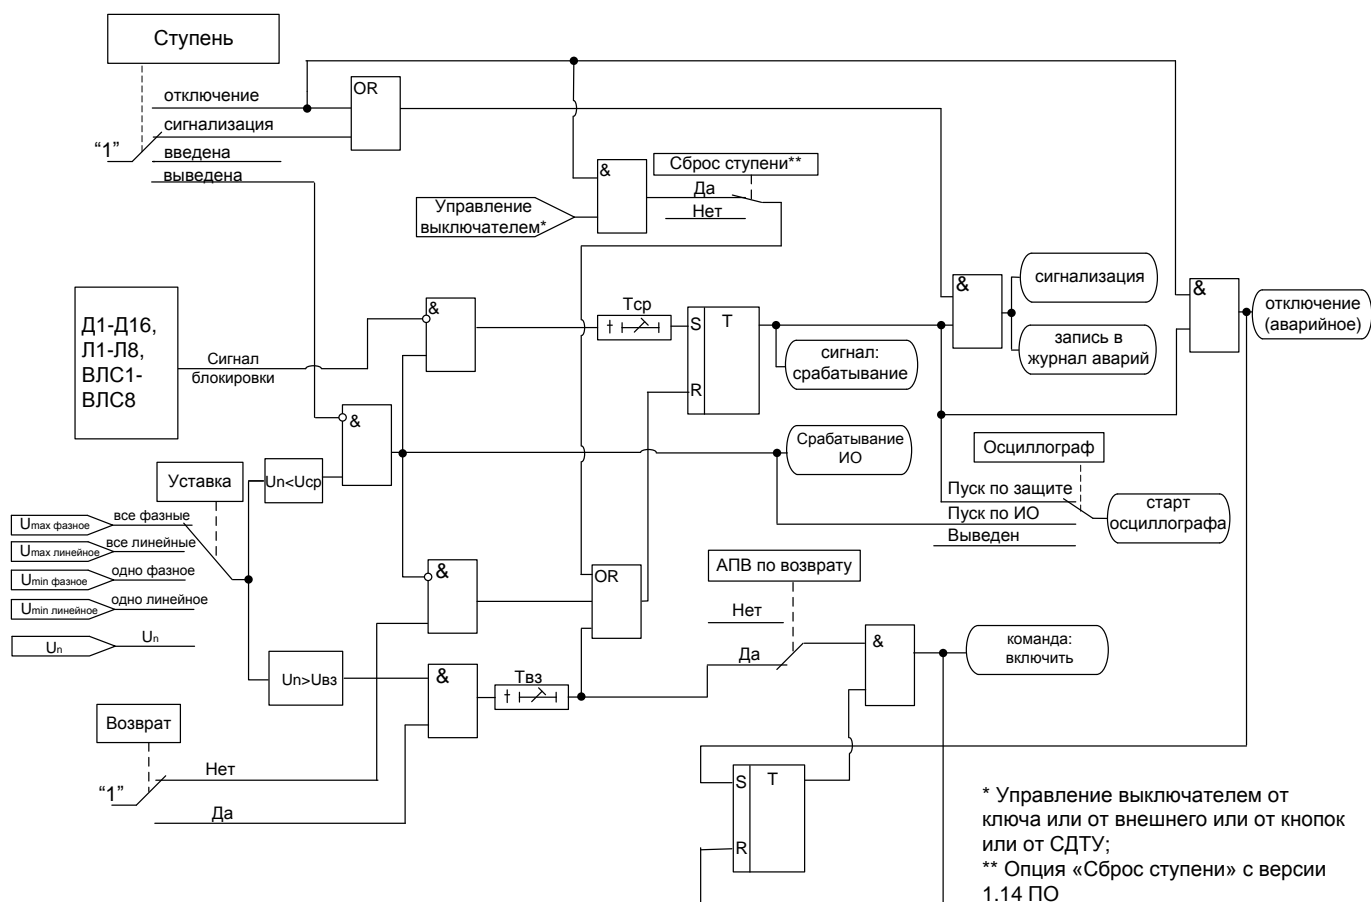 Ступень
отключение
OR
сигнализация
“1”
введена
выведена
&
Сброс ступени**
Да
Нет
Управление
выключателем*
Д1-Д16,
Л1-Л8,
ВЛС1-
ВЛС8
Сигнал
блокировки
&
Tср
S
T
R
сигнал:
срабатывание
&
сигнализация
запись в
журнал аварий
&
отключение
(аварийное)
&
Срабатывание
ИО
Осциллограф
Пуск по защите
Пуск по ИО
Выведен
старт
осциллографа
Уставка
Un<Uср
Umax фазное
все фазные
Umax линейное
все линейные
Umin фазное
одно фазное
Umin линейное
одно линейное
Un
Un
&
OR
АПВ по возврату
Нет
Да
&
команда:
включить
Un>Uвз
&
Tвз
Возврат
Нет
“1”
Да
S
T
R
* Управление выключателем от
ключа или от внешнего или от кнопок
или от СДТУ;
** Опция «Сброс ступени» с версии
1.14 ПО